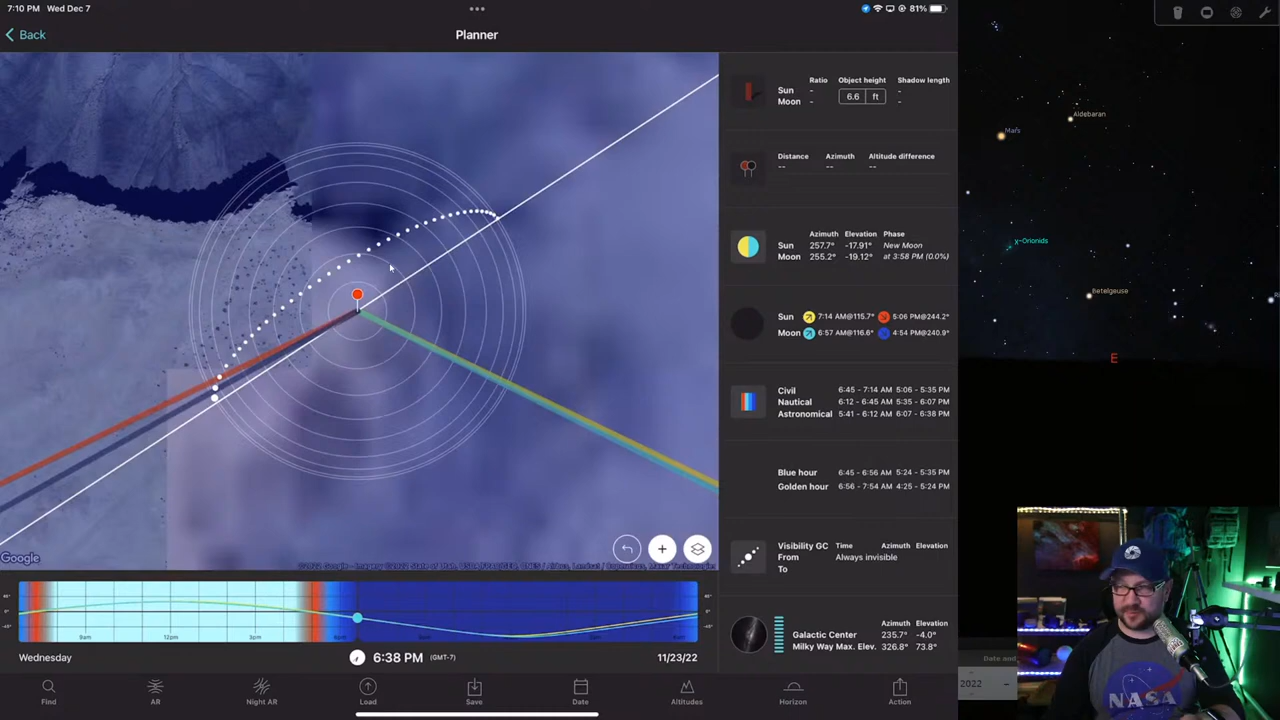 7:10 PM Wed Dec 7
81%
Back
Planner
Ratio Object height Shadow length
Sun - 6.6 ft -
Moon - -
Distance Azimuth Altitude difference
-- -- --
Azimuth Elevation Phase
Sun 257.7° -17.91° New Moon
Moon 255.2° -19.12° at 3:58 PM (0.0%)
Sun 7:14 AM@115.7° 5:06 PM@244.2°
Moon 6:57 AM@116.6° 4:54 PM@240.9°
Civil 6:45 - 7:14 AM 5:06 - 5:35 PM
Nautical 6:12 - 6:45 AM 5:35 - 6:07 PM
Astronomical 5:41 - 6:12 AM 6:07 - 6:38 PM
Blue hour 6:45 - 6:56 AM 5:24 - 5:35 PM
Golden hour 6:56 - 7:54 AM 4:25 - 5:24 PM
Visibility GC Time Azimuth Elevation
From Always invisible
To
Azimuth Elevation
Galactic Center 235.7° -4.0°
Milky Way Max. Elev. 326.8° 73.8°
Google
9am 12pm 3pm
Wednesday 6:38 PM (GMT-7) 11/23/22
Find AR Night AR Load Save Date Altitudes Horizon Action
Aldebaran
Mars
χ-Orionids
Betelgeuse
E
Date and
2022 -
NASA